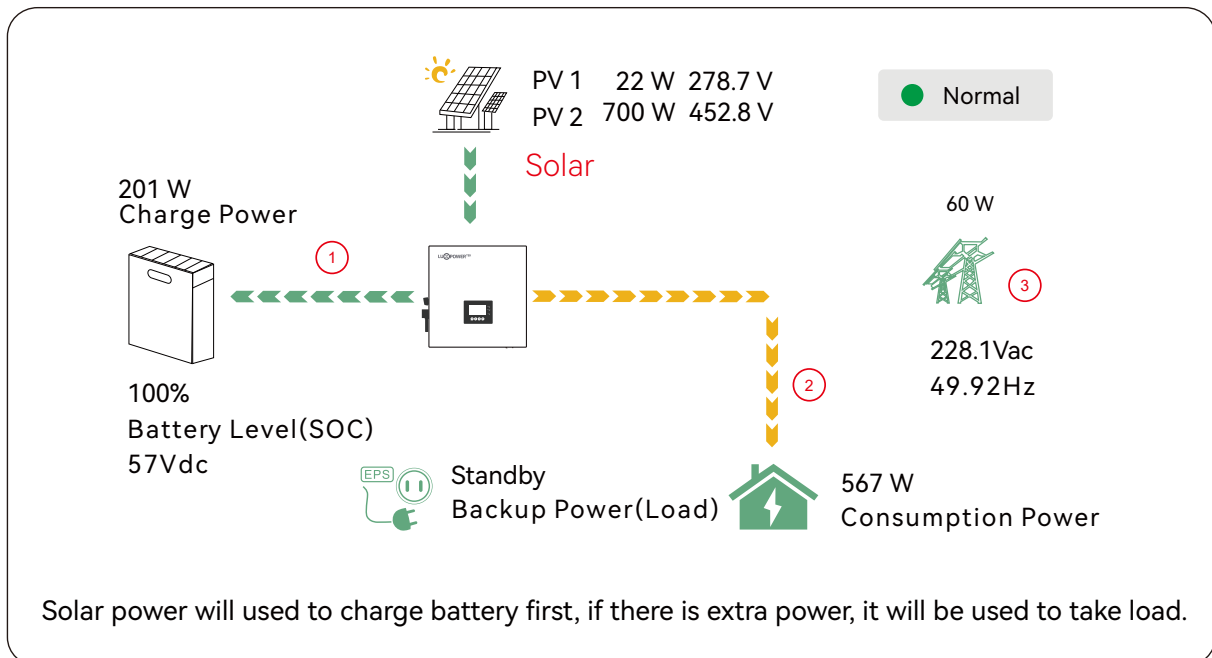 PV 1 22 W 278.7 V
PV 2 700 W 452.8 V
Normal
Solar
201 W
Charge Power
60 W
1
LUXPOWER
3
228.1Vac
49.92Hz
2
100%
Battery Level(SOC)
57Vdc
EPS
Standby
Backup Power(Load)
567 W
Consumption Power
Solar power will used to charge battery first, if there is extra power, it will be used to take load.